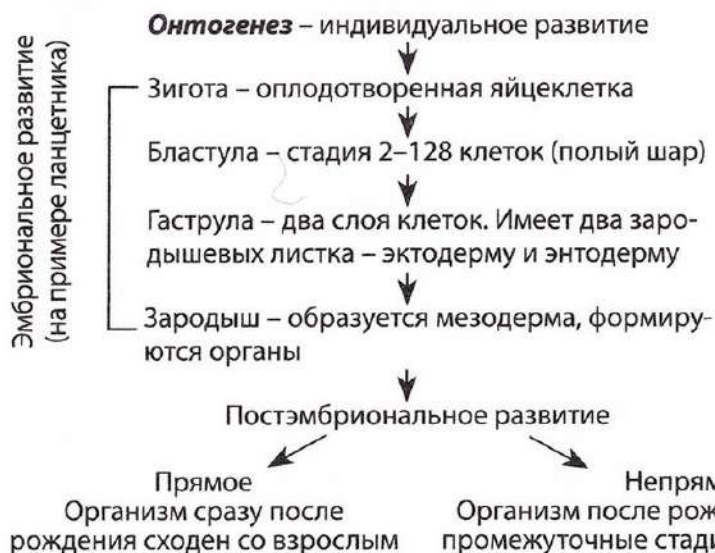 Эмбриональное развитие
(на примере ланцетника)
Онтогенез – индивидуальное развитие
Зигота – оплодотворенная яйцеклетка
Бластула – стадия 2–128 клеток (полый шар)
Гаструла – два слоя клеток. Имеет два заро-
дышевых листка – эктодерму и энтодерму
Зародыш – образуется мезодерма, формиру-
ются органы
Постэмбриональное развитие
Прямое
Организм сразу после
рождения сходен со взрослым
Организм после
промежуточные